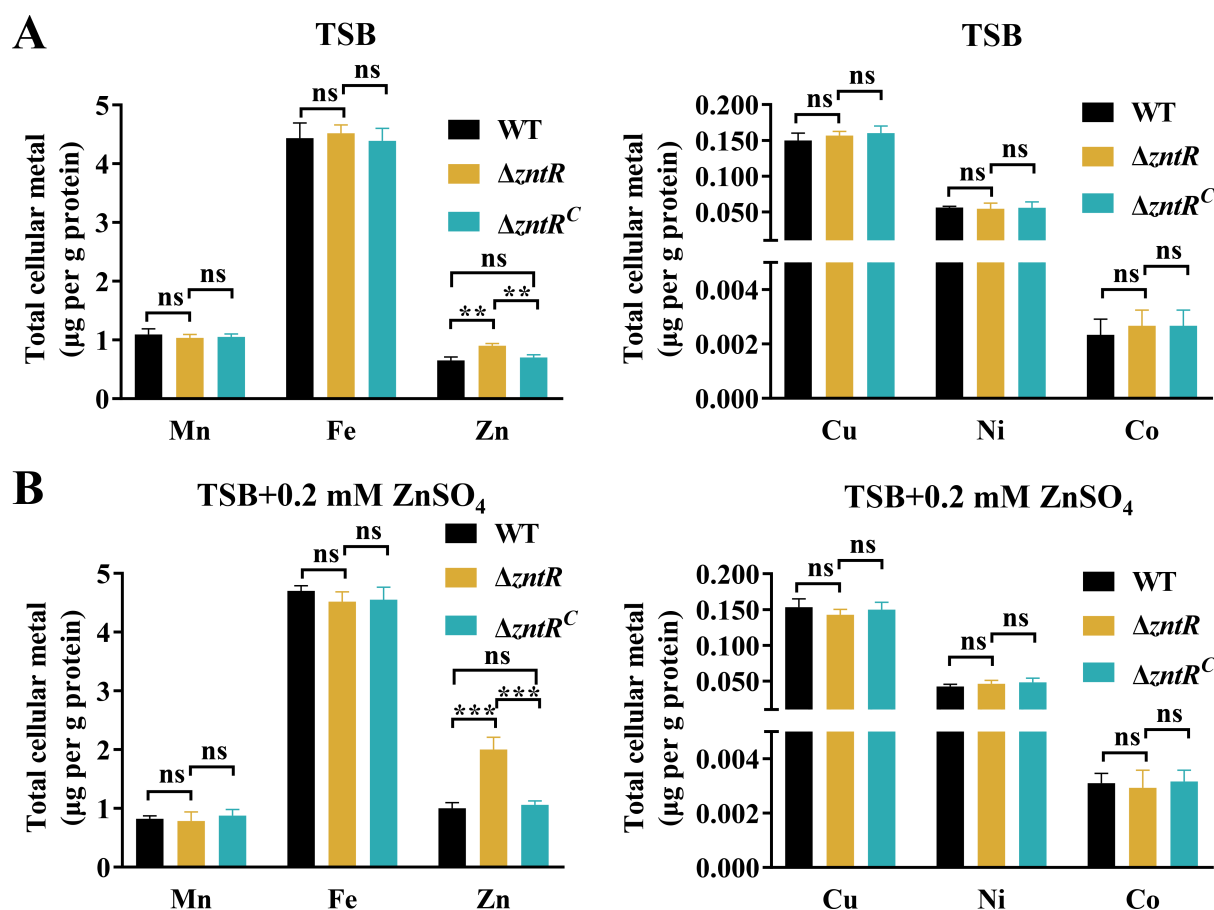 A
TSB
Total cellular metal
(μg per g protein)
5
4
3
2
1
0
ns
ns
ns
ns
ns
**
**
Mn
Fe
Zn
WT
ΔzntR
ΔzntR^C
TSB
Total cellular metal
(μg per g protein)
0.200
0.150
0.100
0.050
0.004
0.002
0.000
ns
ns
ns
ns
ns
ns
Cu
Ni
Co
WT
ΔzntR
ΔzntR^C
B
TSB+0.2 mM ZnSO₄
Total cellular metal
(μg per g protein)
5
4
3
2
1
0
ns
ns
ns
ns
ns
***
***
Mn
Fe
Zn
WT
ΔzntR
ΔzntR^C
TSB+0.2 mM ZnSO₄
Total cellular metal
(μg per g protein)
0.200
0.150
0.100
0.050
0.004
0.002
0.000
ns
ns
ns
ns
ns
ns
Cu
Ni
Co
WT
ΔzntR
ΔzntR^C